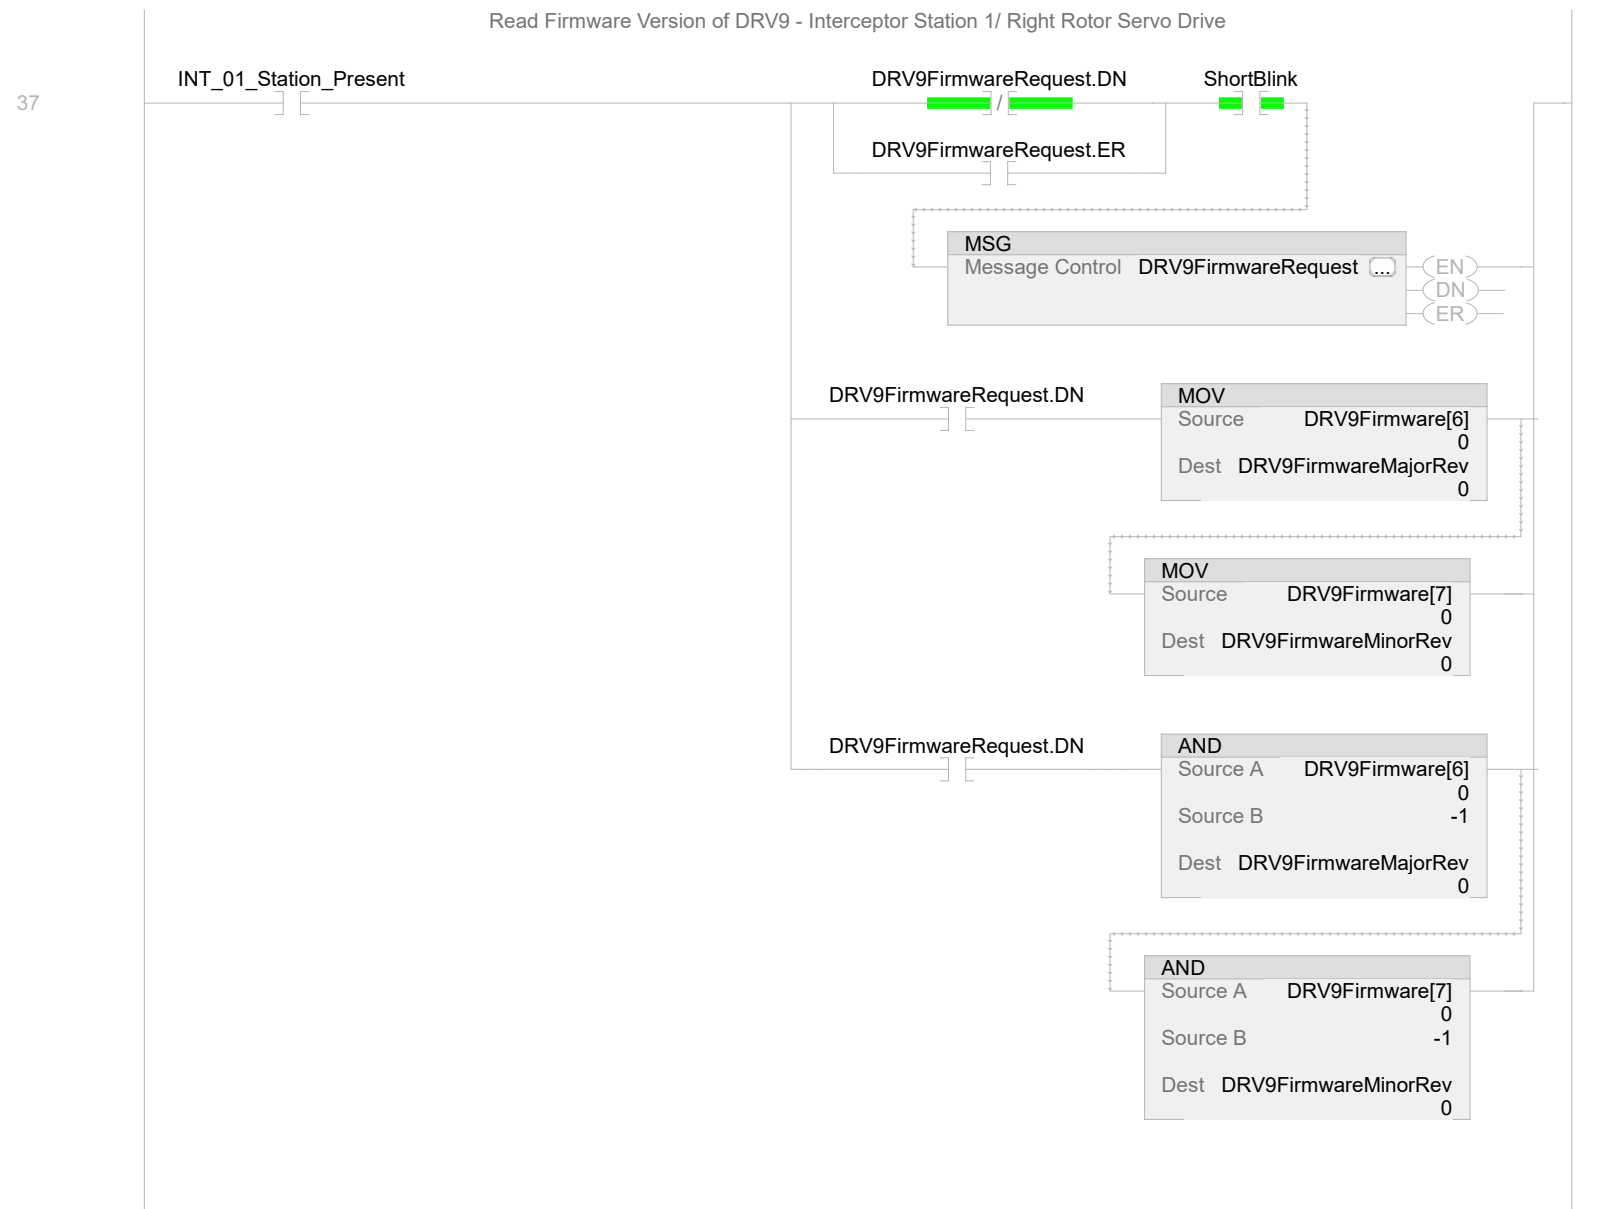 Read Firmware Version of DRV9 - Interceptor Station 1/ Right Rotor Servo Drive
37
INT_01_Station_Present
DRV9FirmwareRequest.DN
/
ShortBlink
DRV9FirmwareRequest.ER
MSG
Message Control DRV9FirmwareRequest ...
EN
DN
ER
DRV9FirmwareRequest.DN
MOV
Source DRV9Firmware[6]
0
Dest DRV9FirmwareMajorRev
0
MOV
Source DRV9Firmware[7]
0
Dest DRV9FirmwareMinorRev
0
DRV9FirmwareRequest.DN
AND
Source A DRV9Firmware[6]
0
Source B -1
Dest DRV9FirmwareMajorRev
0
AND
Source A DRV9Firmware[7]
0
Source B -1
Dest DRV9FirmwareMinorRev
0